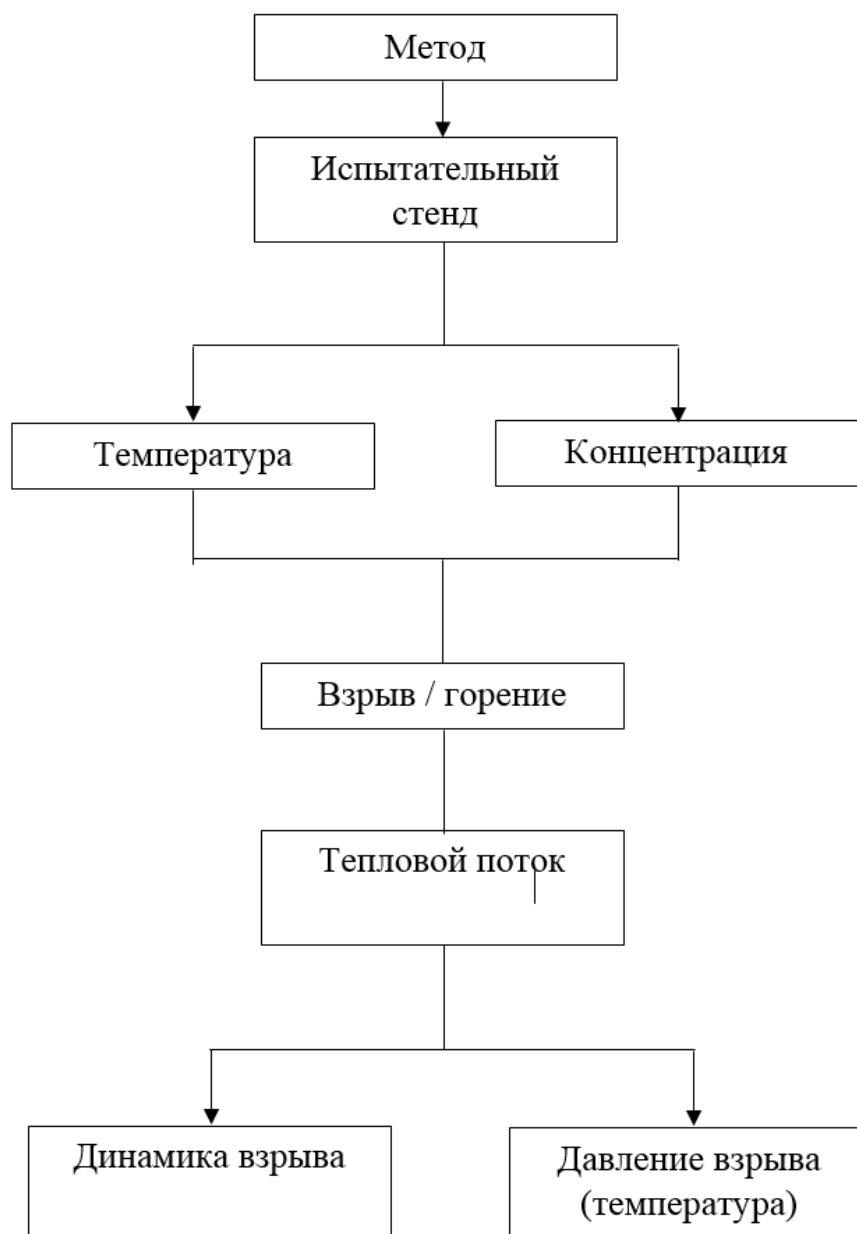 Метод
Испытательный
стенд
Температура
Концентрация
Взрыв / горение
Тепловой поток
Динамика взрыва
Давление взрыва
(температура)